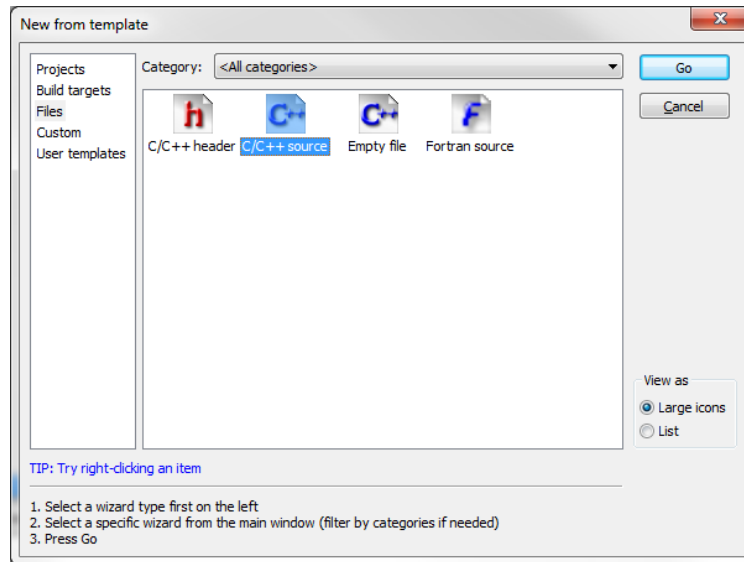 New from template
Projects
Build targets
Files
Custom
User templates
Category: <All categories>
h
C++
C++
F
C/C++ header C/C++ source Empty file Fortran source
Go
Cancel
View as
Large icons
List
TIP: Try right-clicking an item
1. Select a wizard type first on the left
2. Select a specific wizard from the main window (filter by categories if needed)
3. Press Go